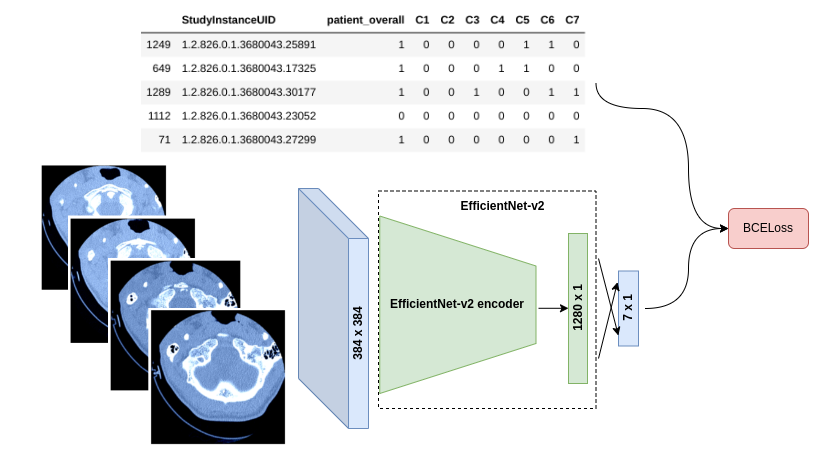 StudyInstanceUID patient_overall C1 C2 C3 C4 C5 C6 C7
1249 1.2.826.0.1.3680043.25891 1 0 0 0 0 1 1 0
649 1.2.826.0.1.3680043.17325 1 0 0 0 1 1 0 0
1289 1.2.826.0.1.3680043.30177 1 0 0 1 0 0 1 1
1112 1.2.826.0.1.3680043.23052 0 0 0 0 0 0 0 0
71 1.2.826.0.1.3680043.27299 1 0 0 0 0 0 0 1
384 x 384
EfficientNet-v2
EfficientNet-v2 encoder
1280 x 1
7 x 1
BCELoss